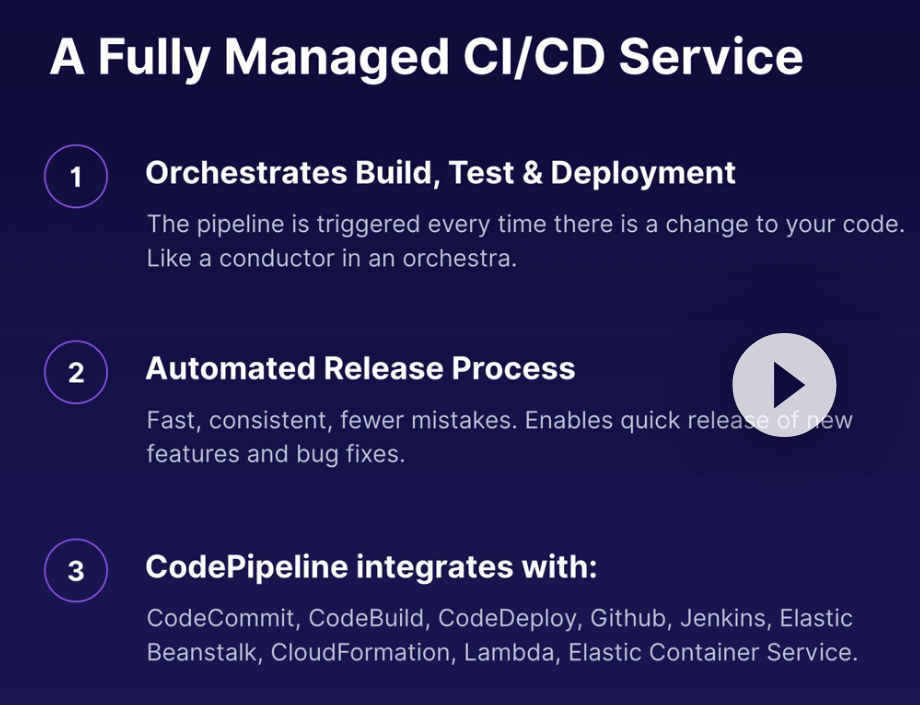 A Fully Managed CI/CD Service
1
Orchestrates Build, Test & Deployment
The pipeline is triggered every time there is a change to your code.
Like a conductor in an orchestra.
2
Automated Release Process
Fast, consistent, fewer mistakes. Enables quick release of new
features and bug fixes.
3
CodePipeline integrates with:
CodeCommit, CodeBuild, CodeDeploy, Github, Jenkins, Elastic
Beanstalk, CloudFormation, Lambda, Elastic Container Service.